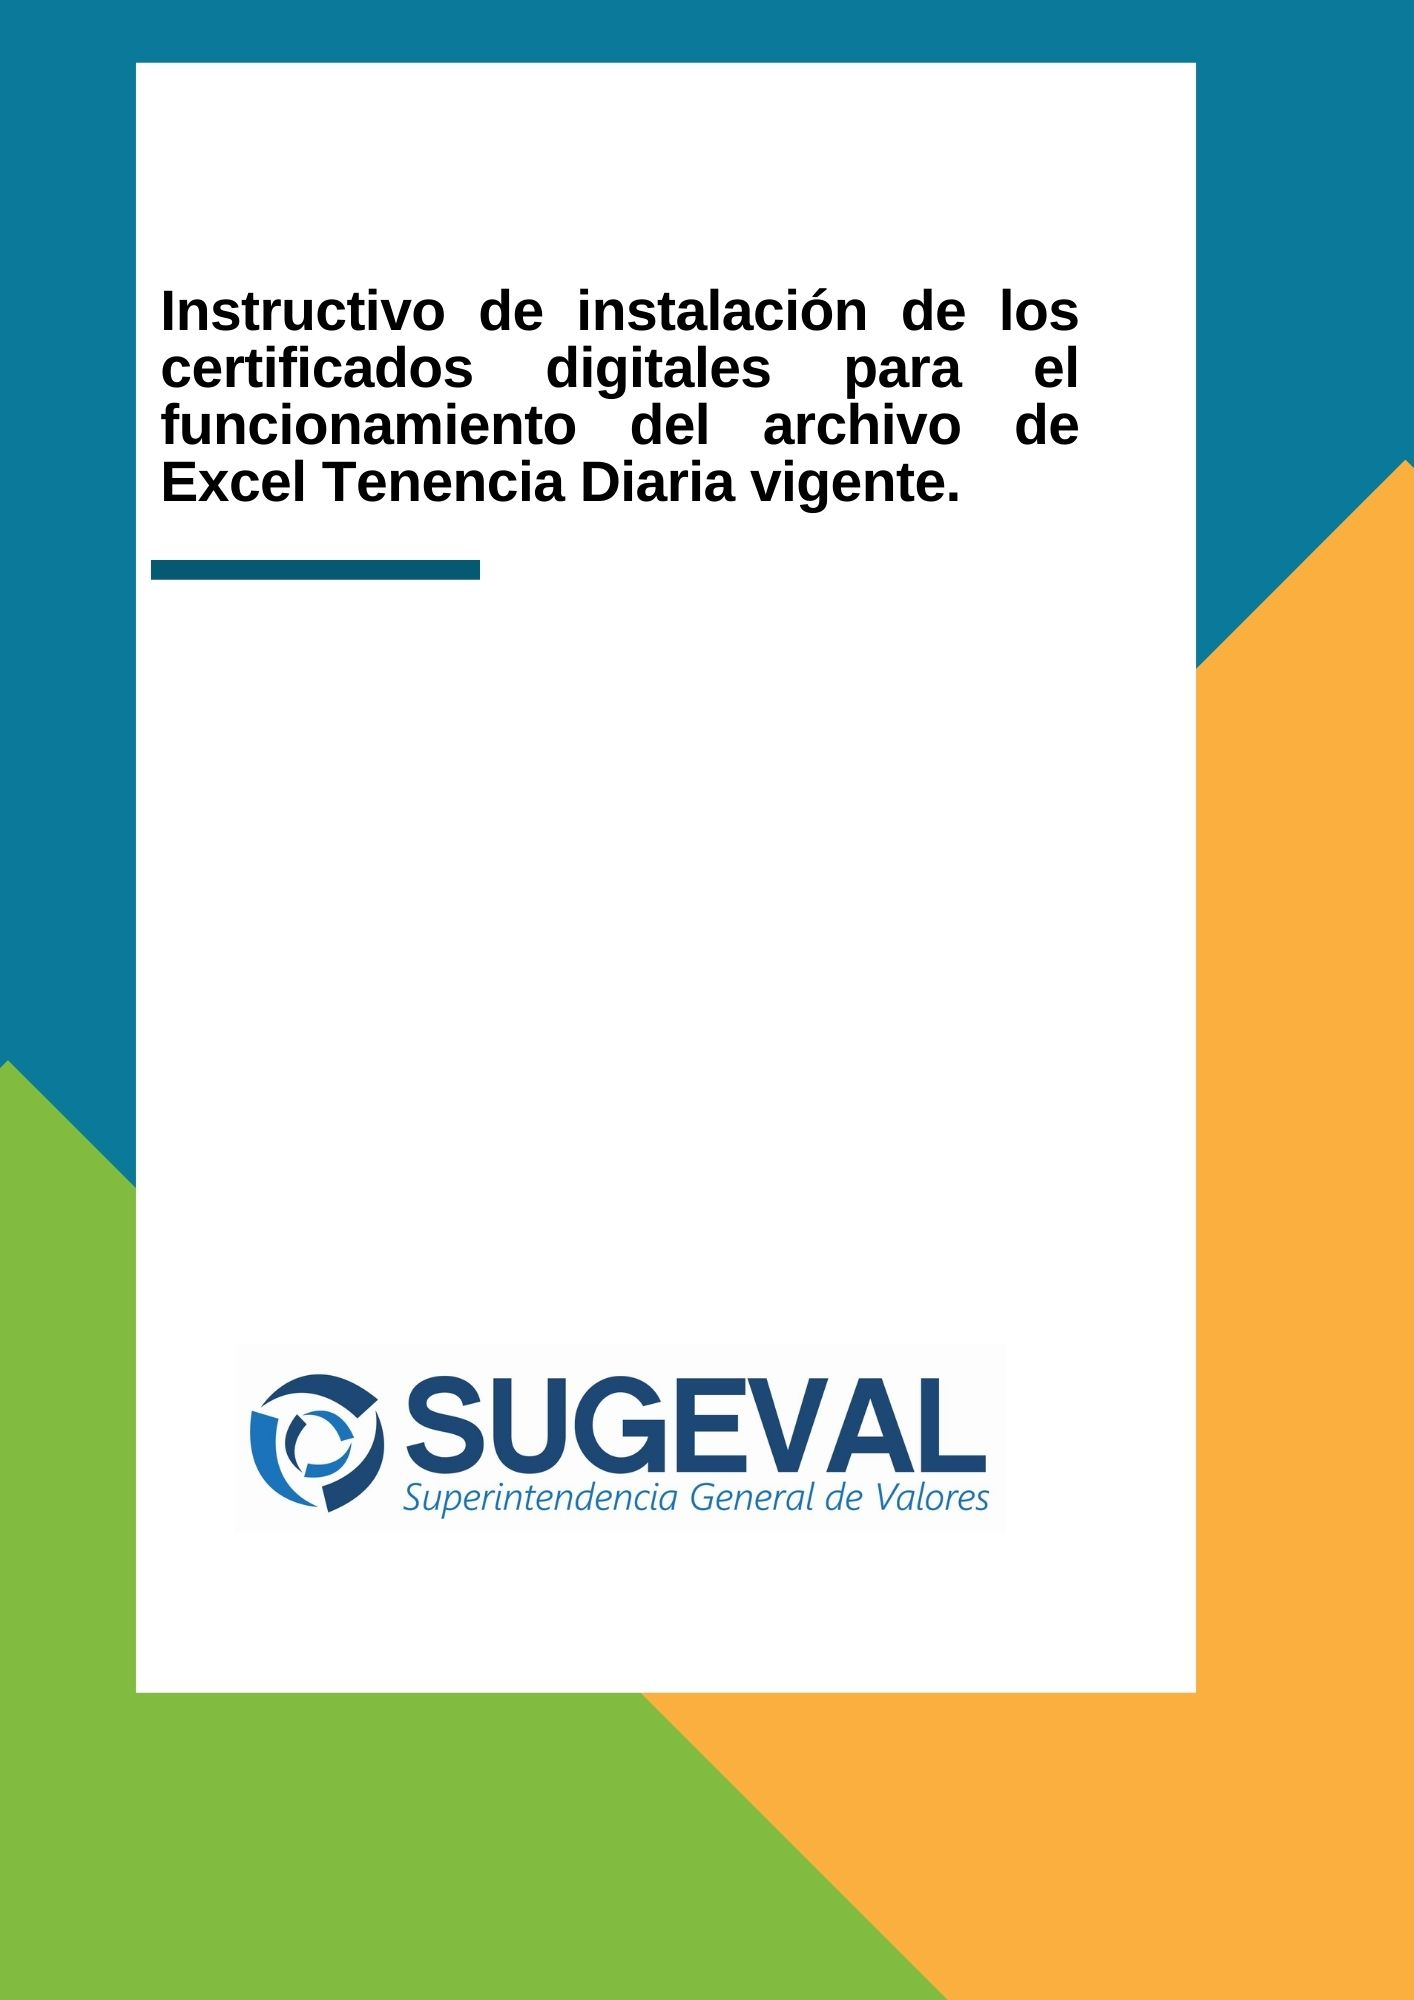 Instructivo de instalación de los
certificados digitales para el
funcionamiento del archivo de
Excel Tenencia Diaria vigente.
SUGEVAL
Superintendencia General de Valores